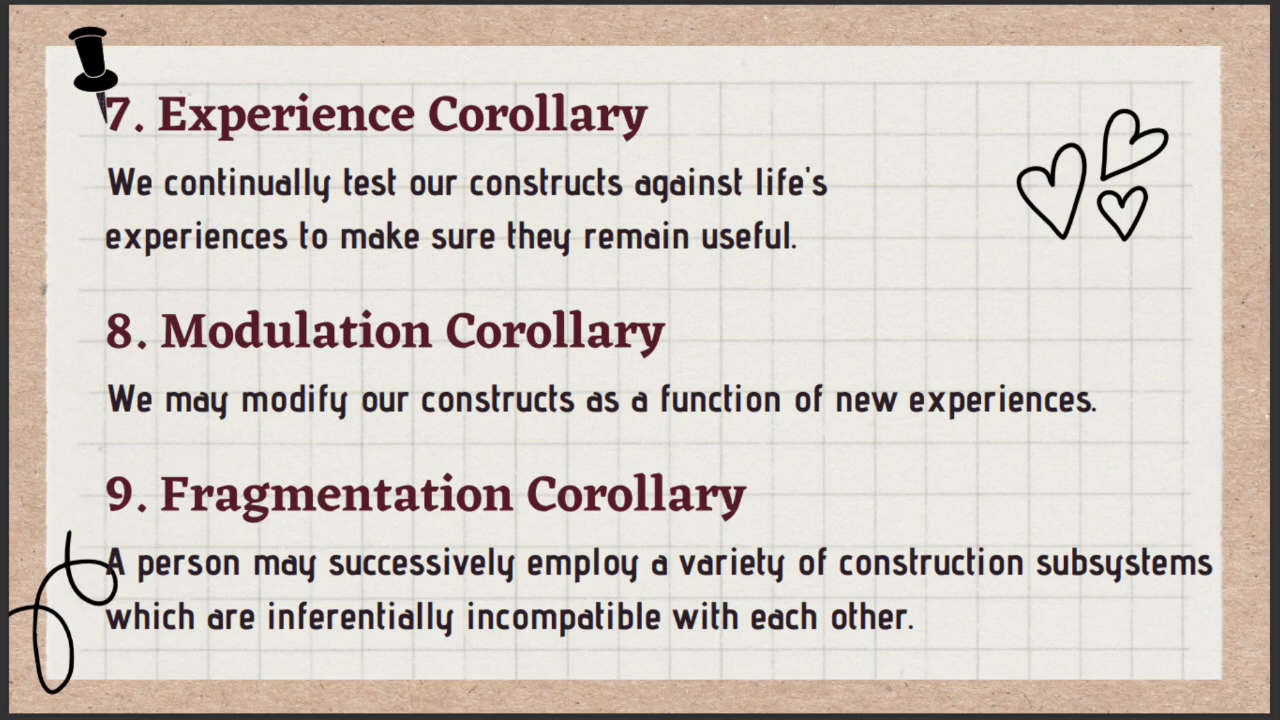 7. Experience Corollary
We continually test our constructs against life's
experiences to make sure they remain useful.
8. Modulation Corollary
We may modify our constructs as a function of new experiences.
9. Fragmentation Corollary
A person may successively employ a variety of construction subsystems
which are inferentially incompatible with each other.